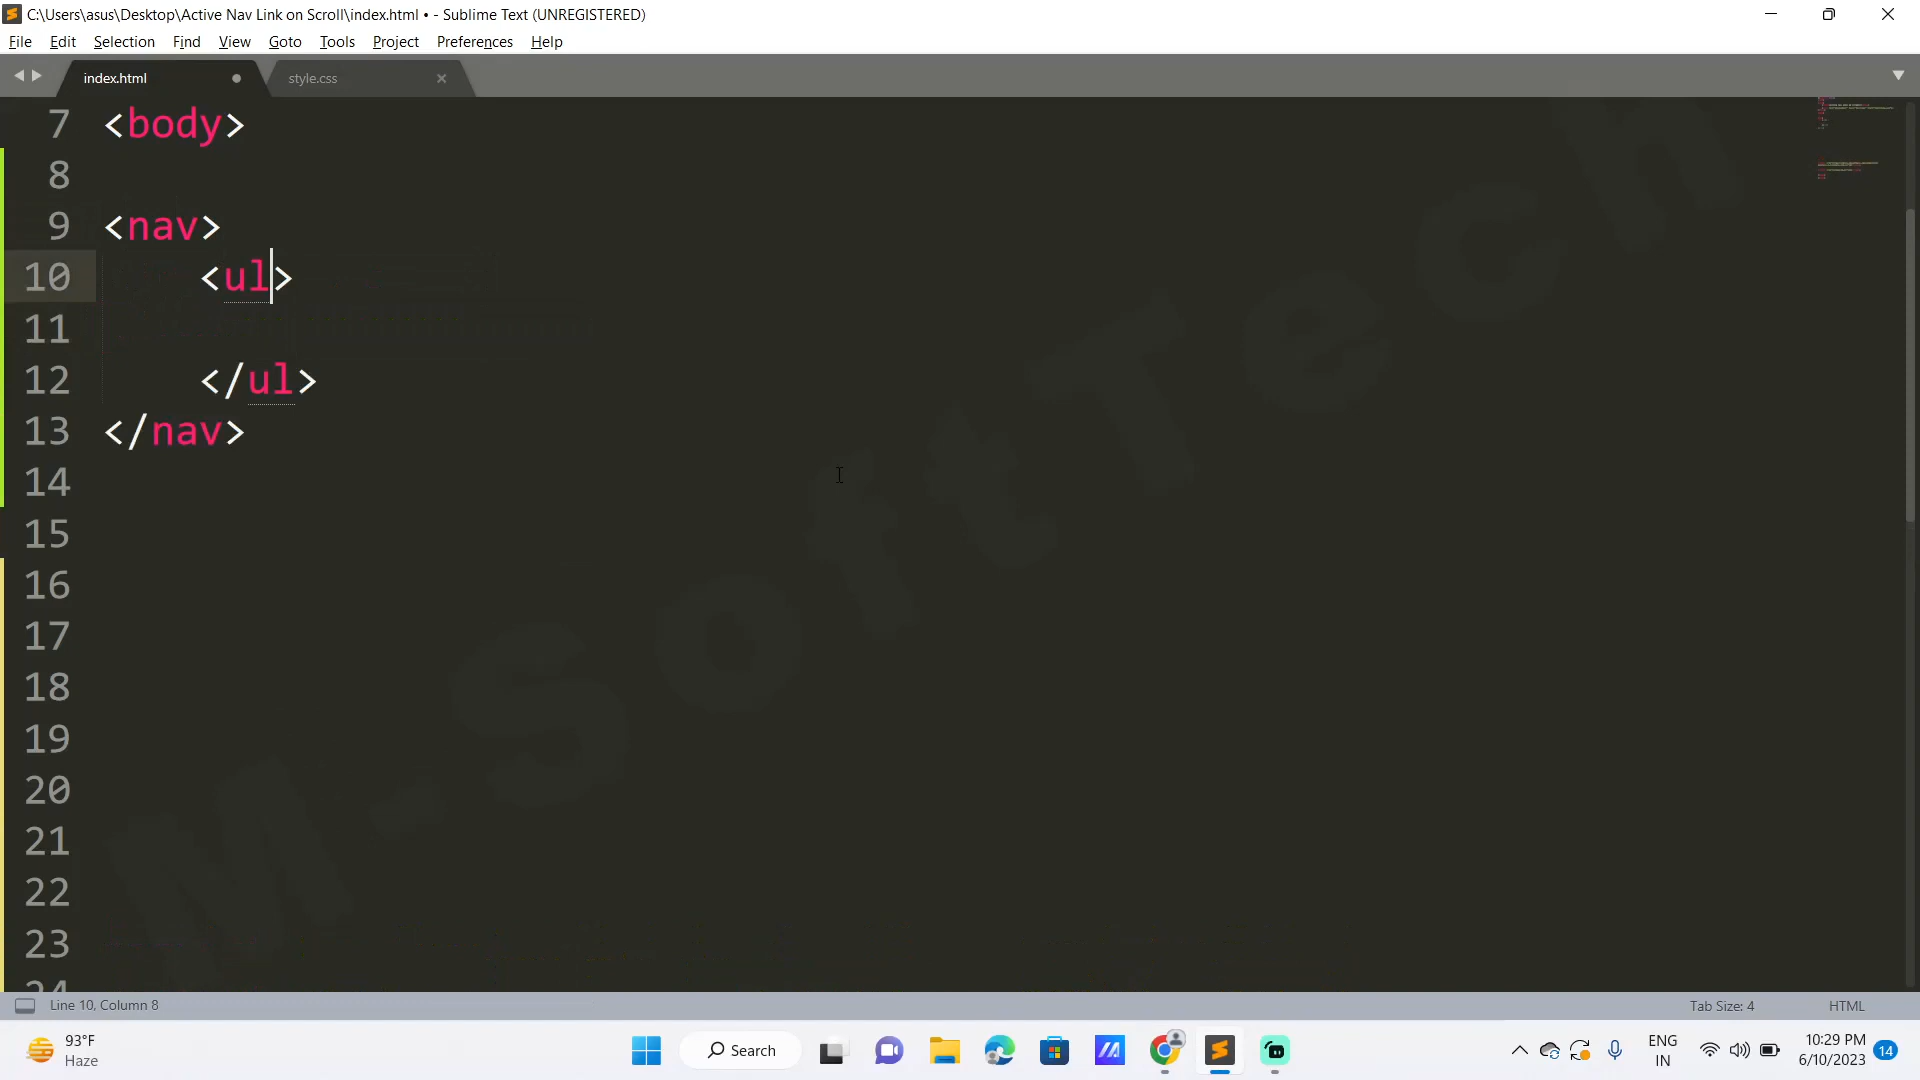 C:\Users\asus\Desktop\Active Nav Link on Scroll\index.html • - Sublime Text (UNREGISTERED)
File Edit Selection Find View Goto Tools Project Preferences Help
index.html style.css
7 <body>
8
9 <nav>
10 <ul>
11
12 </ul>
13 </nav>
14
15
16
17
18
19
20
21
22
23
24
M-SoftTech
Line 10, Column 8 Tab Size: 4 HTML
93°F
Haze
Search
ENG
IN
10:29 PM
6/10/2023
14